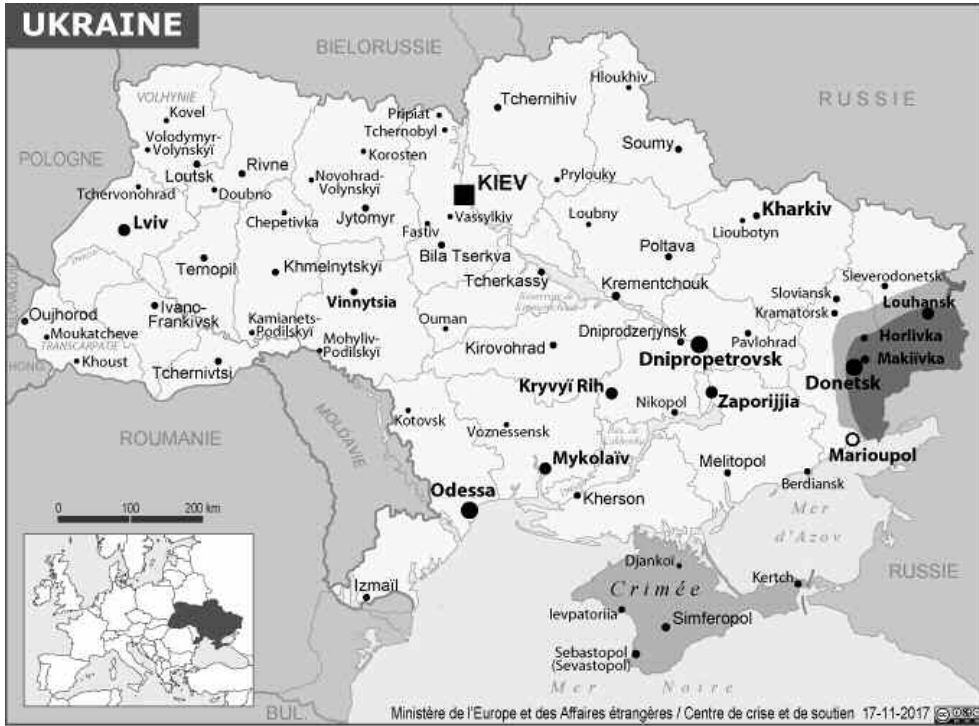 UKRAINE
BIELORUSSIE
RUSSIE
POLOGNE
VOLHYNIE
Kovel
Volodymyr-
Volynskyï
Loutsk
Rivne
Doubno
Tchervonohrad
Lviv
Chepetivka
Novohrad-
Volynskyï
Korosten
Jytomyr
Pripiat
Tchernobyl
Tchernihiv
Hloukhiv
Soumy
KIEV
Vassylkiv
Fastiv
Bila Tserkva
Prylouky
Loubny
Poltava
Kharkiv
Lioubotyn
Ternopil
Khmelnytskyï
Vinnytsia
Tcherkassy
Krementchouk
Sieverodonetsk
Sloviansk
Kramatorsk
Louhansk
Horlivka
Makiïvka
Donetsk
Oujhorod
Moukatcheve
TRANSCARPATIE
Khoust
Ivano-
Frankivsk
Kamianets-
Podilskyï
Mohyliv-
Podilskyï
Tchernivtsi
Ouman
Kirovohrad
Dniprodzerjynsk
Dnipropetrovsk
Pavlohrad
Kryvyï Rih
Nikopol
Zaporijjia
HONG.
ROUMANIE
MOLDAVIE
Kotovsk
Voznessensk
Mykolaïv
Melitopol
Marioupol
Berdiansk
Odessa
Kherson
Mer
d'Azov
RUSSIE
0 100 200 km
Izmaïl
Djankoï
Crimée
Kertch
Ievpatoriia
Simferopol
Sebastopol
(Sevastopol)
Mer Noire
BUL.
Ministère de l'Europe et des Affaires étrangères / Centre de crise et de soutien 17-11-2017